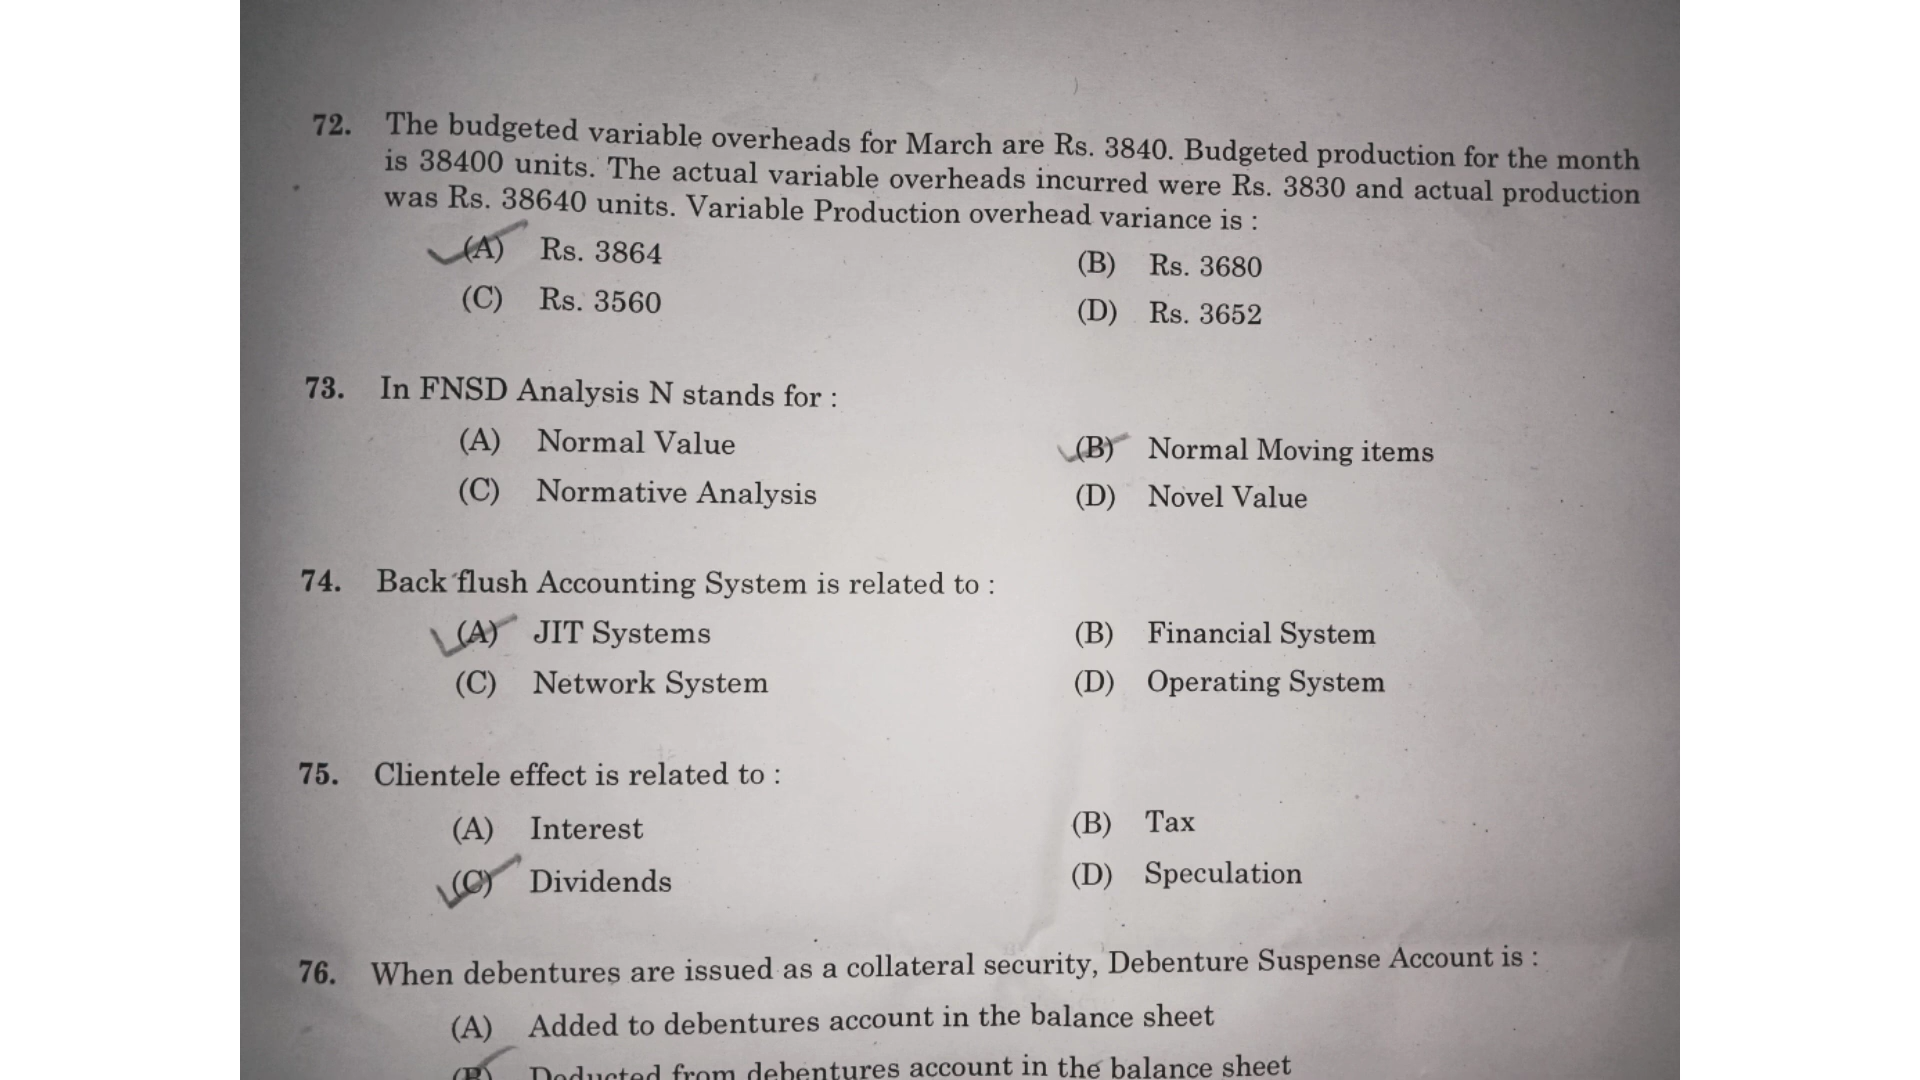 72. The budgeted variable overheads for March are Rs. 3840. Budgeted production for the month
is 38400 units. The actual variable overheads incurred were Rs. 3830 and actual production
was Rs. 38640 units. Variable Production overhead variance is :
(A) Rs. 3864 (B) Rs. 3680
(C) Rs. 3560 (D) Rs. 3652
73. In FNSD Analysis N stands for :
(A) Normal Value (B) Normal Moving items
(C) Normative Analysis (D) Novel Value
74. Back flush Accounting System is related to :
(A) JIT Systems (B) Financial System
(C) Network System (D) Operating System
75. Clientele effect is related to :
(A) Interest (B) Tax
(C) Dividends (D) Speculation
76. When debentures are issued as a collateral security, Debenture Suspense Account is :
(A) Added to debentures account in the balance sheet
(B) Deducted from debentures account in the balance sheet